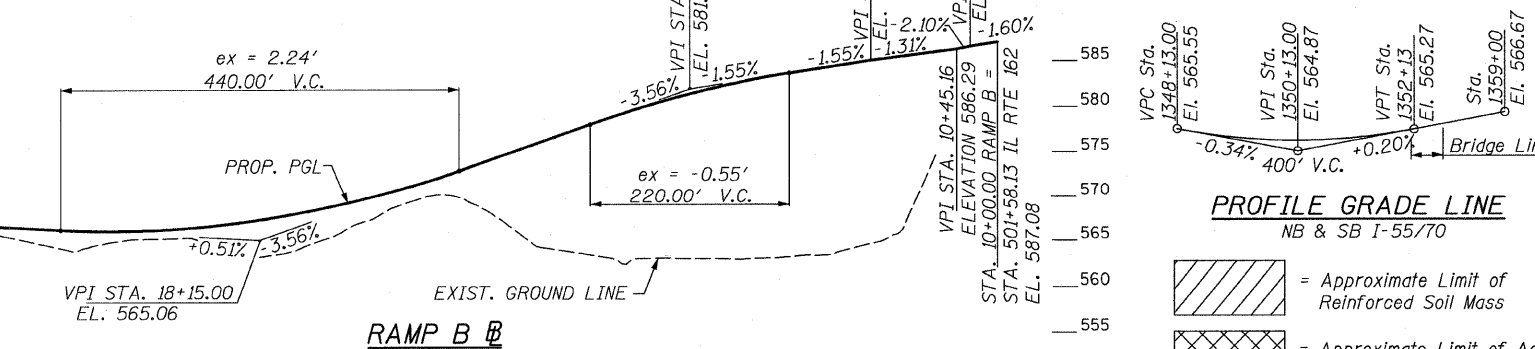 ex = 2.24'
440.00' V.C.
PROP. PGL
+0.51%
-3.56%
VPI STA. 18+15.00
EL. 565.06
EXIST. GROUND LINE
RAMP B
-3.56%
-1.55%
VPI STA
EL. 581.
ex = -0.55'
220.00' V.C.
-1.55%
-1.31%
VPI
EL.
-2.10%
EL.
-1.60%
VPI STA. 10+45.16
ELEVATION 586.29
STA. 10+00.00 RAMP B =
STA. 501+58.13 IL RTE 162
EL. 587.08
585
580
575
570
565
560
555
VPC Sta.
1348+13.00
El. 565.55
VPI Sta.
1350+13.00
El. 564.87
VPT Sta.
1352+13
El. 565.27
Sta.
1359+00
El. 566.67
-0.34%
400' V.C.
+0.20%
Bridge
PROFILE GRADE LINE
NB & SB I-55/70
= Approximate Limit of
Reinforced Soil Mass
= Approximate Limit of